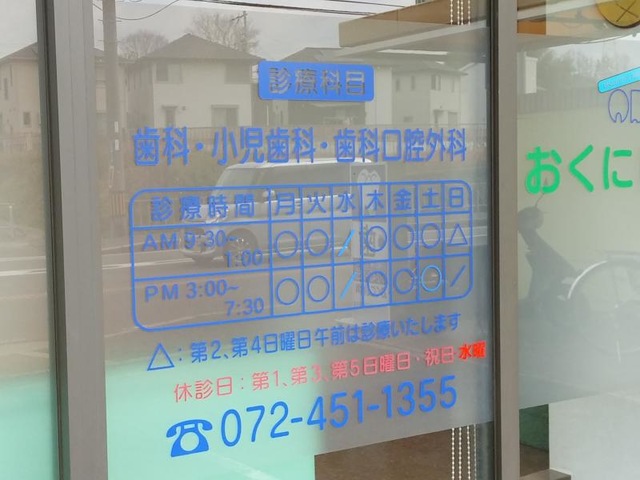 診療科目
歯科・小児歯科・歯科口腔外科
診療時間 月 火 水 木 金 土 日
AM 9:30~1:00 ○ ○ / ○ ○ ○ △
PM 3:00~7:30 ○ ○ / ○ ○ ○ /
△:第2、第4日曜日午前は診療いたします
休診日:第1、第3、第5日曜日・祝日 水曜
☎072-451-1355
おくに